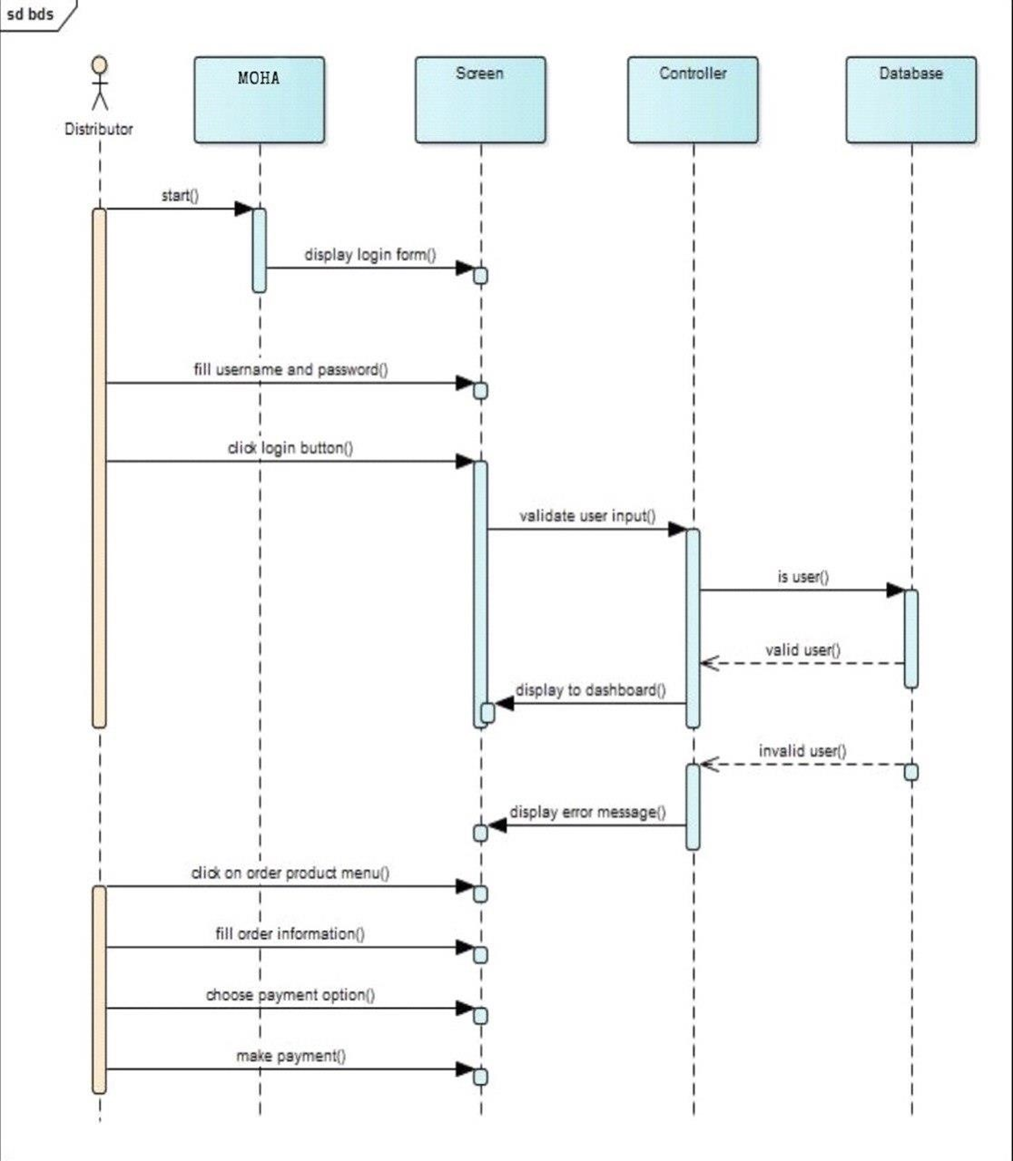 sd bds
Distributor
MOHA
Screen
Controller
Database
start()
display login form()
fill username and password()
click login button()
validate user input()
is user()
valid user()
display to dashboard()
invalid user()
display error message()
click on order product menu()
fill order information()
choose payment option()
make payment()